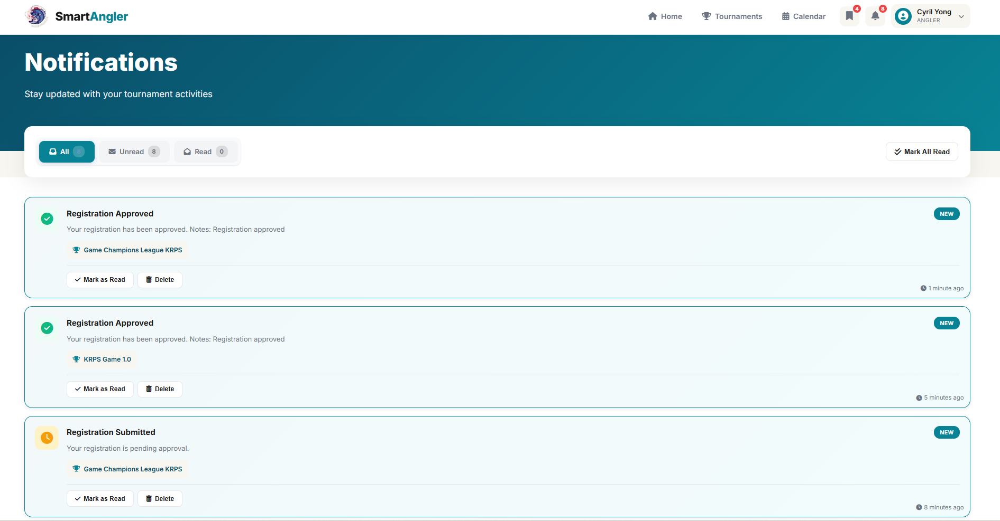 SmartAngler
Home
Tournaments
Calendar
4
8
Cyril Yong
ANGLER
Notifications
Stay updated with your tournament activities
All 8
Unread 8
Read 0
Mark All Read
Registration Approved
NEW
Your registration has been approved. Notes: Registration approved
Game Champions League KRPS
Mark as Read
Delete
1 minute ago
Registration Approved
NEW
Your registration has been approved. Notes: Registration approved
KRPS Game 1.0
Mark as Read
Delete
5 minutes ago
Registration Submitted
NEW
Your registration is pending approval.
Game Champions League KRPS
Mark as Read
Delete
8 minutes ago